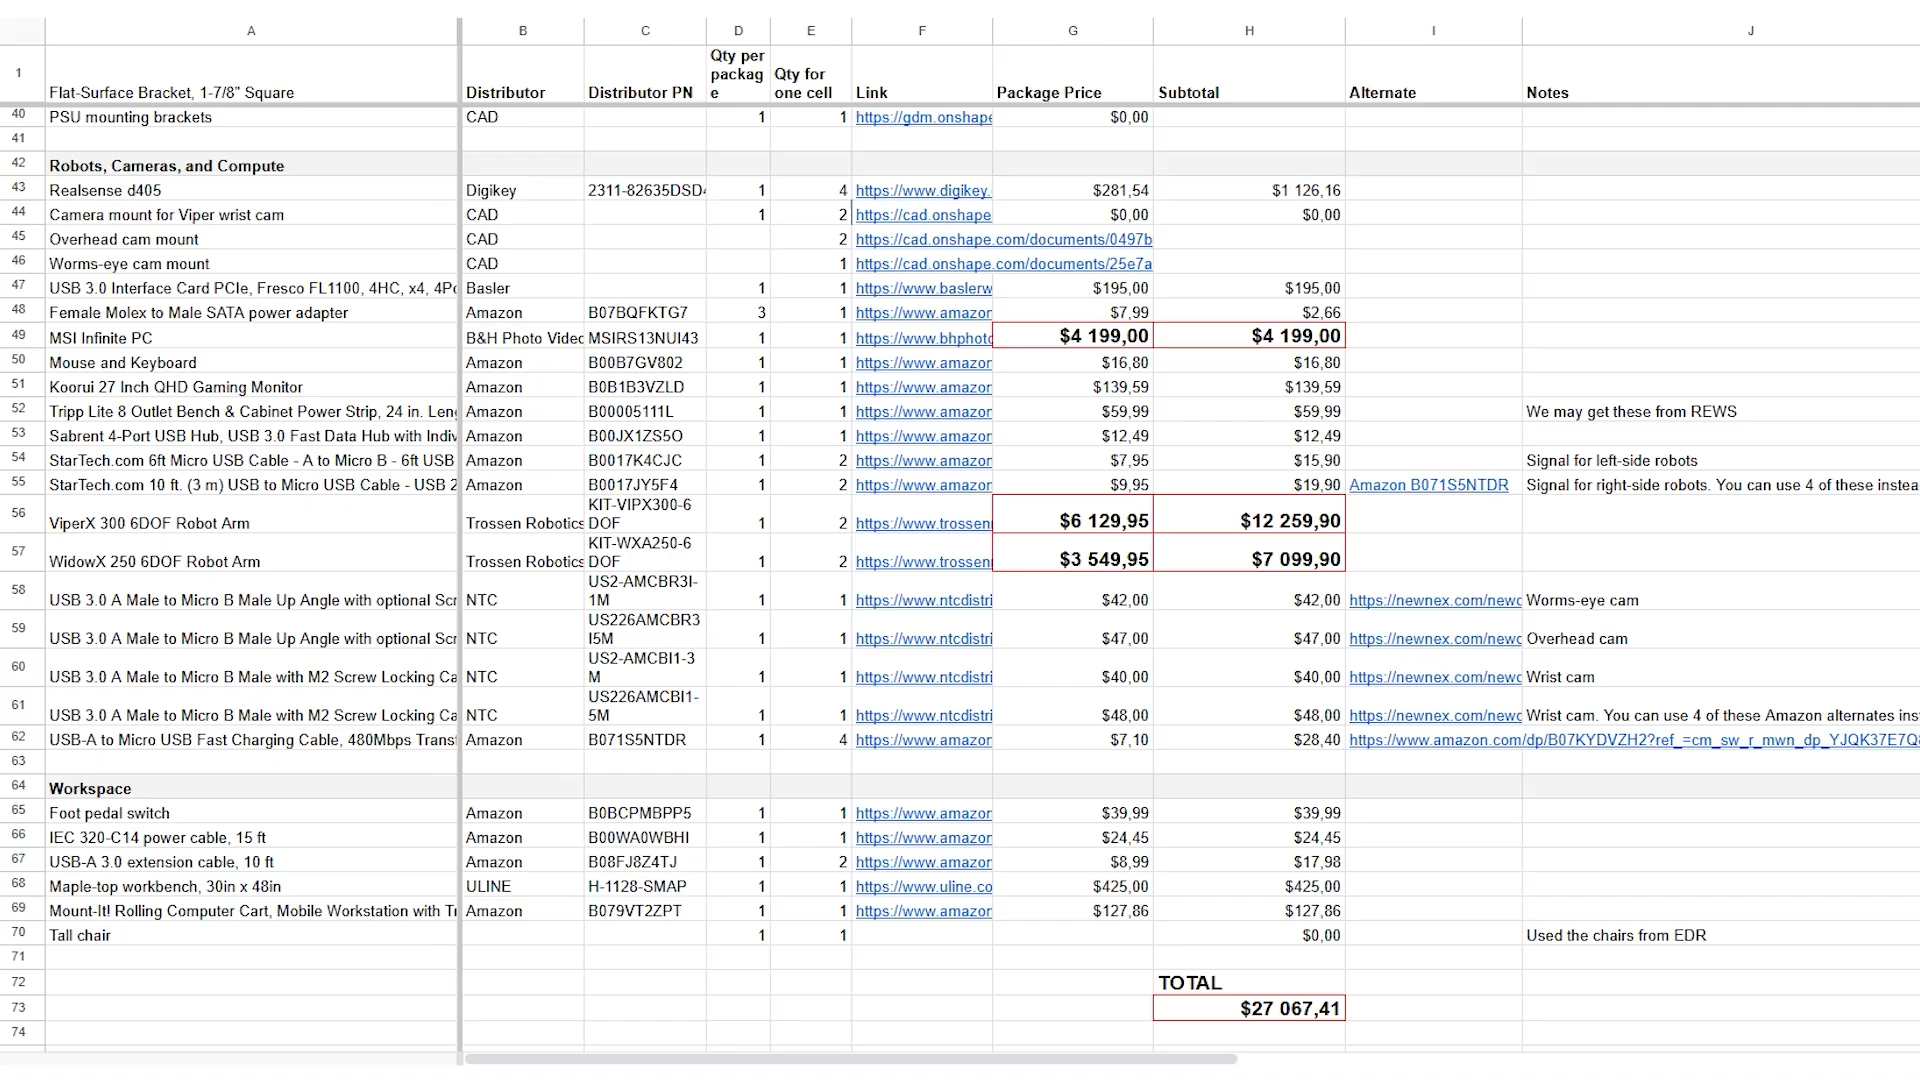 A B C D E F G H I J
1 Flat-Surface Bracket, 1-7/8" Square Distributor Distributor PN Qty per packag e Qty for one cell Link Package Price Subtotal Alternate Notes
40 PSU mounting brackets CAD 1 1 https://gdm.onshape $0,00
41
42 Robots, Cameras, and Compute
43 Realsense d405 Digikey 2311-82635DSD4 1 4 https://www.digikey. $281,54 $1 126,16
44 Camera mount for Viper wrist cam CAD 1 2 https://cad.onshape $0,00 $0,00
45 Overhead cam mount CAD 2 https://cad.onshape.com/documents/0497b
46 Worms-eye cam mount CAD 1 https://cad.onshape.com/documents/25e7a
47 USB 3.0 Interface Card PCIe, Fresco FL1100, 4HC, x4, 4Po Basler 1 1 https://www.baslerw $195,00 $195,00
48 Female Molex to Male SATA power adapter Amazon B07BQFKTG7 3 1 https://www.amazon $7,99 $2,66
49 MSI Infinite PC B&H Photo Video MSIRS13NUI43 1 1 https://www.bhphoto $4 199,00 $4 199,00
50 Mouse and Keyboard Amazon B00B7GV802 1 1 https://www.amazon $16,80 $16,80
51 Koorui 27 Inch QHD Gaming Monitor Amazon B0B1B3VZLD 1 1 https://www.amazon $139,59 $139,59
52 Tripp Lite 8 Outlet Bench & Cabinet Power Strip, 24 in. Leng Amazon B00005111L 1 1 https://www.amazon $59,99 $59,99 We may get these from REWS
53 Sabrent 4-Port USB Hub, USB 3.0 Fast Data Hub with Indiv Amazon B00JX1ZS5O 1 1 https://www.amazon $12,49 $12,49
54 StarTech.com 6ft Micro USB Cable - A to Micro B - 6ft USB Amazon B0017K4CJC 1 2 https://www.amazon $7,95 $15,90 Signal for left-side robots
55 StarTech.com 10 ft. (3 m) USB to Micro USB Cable - USB 2 Amazon B0017JY5F4 1 2 https://www.amazon $9,95 $19,90 Amazon B071S5NTDR Signal for right-side robots. You can use 4 of these instea
56 ViperX 300 6DOF Robot Arm Trossen Robotics KIT-VIPX300-6 DOF 1 2 https://www.trossen $6 129,95 $12 259,90
57 WidowX 250 6DOF Robot Arm Trossen Robotics KIT-WXA250-6 DOF 1 2 https://www.trossen $3 549,95 $7 099,90
58 USB 3.0 A Male to Micro B Male Up Angle with optional Scr NTC US2-AMCBR3I- 1M 1 1 https://www.ntcdistri $42,00 $42,00 https://newnex.com/newc Worms-eye cam
59 USB 3.0 A Male to Micro B Male Up Angle with optional Scr NTC US226AMCBR3 I5M 1 1 https://www.ntcdistri $47,00 $47,00 https://newnex.com/newc Overhead cam
60 USB 3.0 A Male to Micro B Male with M2 Screw Locking Ca NTC US2-AMCBI1-3 M 1 1 https://www.ntcdistri $40,00 $40,00 https://newnex.com/newc Wrist cam
61 USB 3.0 A Male to Micro B Male with M2 Screw Locking Ca NTC US226AMCBI1- 5M 1 1 https://www.ntcdistri $48,00 $48,00 https://newnex.com/newc Wrist cam. You can use 4 of these Amazon alternates inst
62 USB-A to Micro USB Fast Charging Cable, 480Mbps Transf Amazon B071S5NTDR 1 4 https://www.amazon $7,10 $28,40 https://www.amazon.com/dp/B07KYDVZH2?ref_=cm_sw_r_mwn_dp_YJQK37E7Q8
63
64 Workspace
65 Foot pedal switch Amazon B0BCPMBPP5 1 1 https://www.amazon $39,99 $39,99
66 IEC 320-C14 power cable, 15 ft Amazon B00WA0WBHI 1 1 https://www.amazon $24,45 $24,45
67 USB-A 3.0 extension cable, 10 ft Amazon B08FJ8Z4TJ 1 2 https://www.amazon $8,99 $17,98
68 Maple-top workbench, 30in x 48in ULINE H-1128-SMAP 1 1 https://www.uline.co $425,00 $425,00
69 Mount-It! Rolling Computer Cart, Mobile Workstation with Tr Amazon B079VT2ZPT 1 1 https://www.amazon $127,86 $127,86
70 Tall chair 1 1 $0,00 Used the chairs from EDR
71
72 TOTAL
73 $27 067,41
74